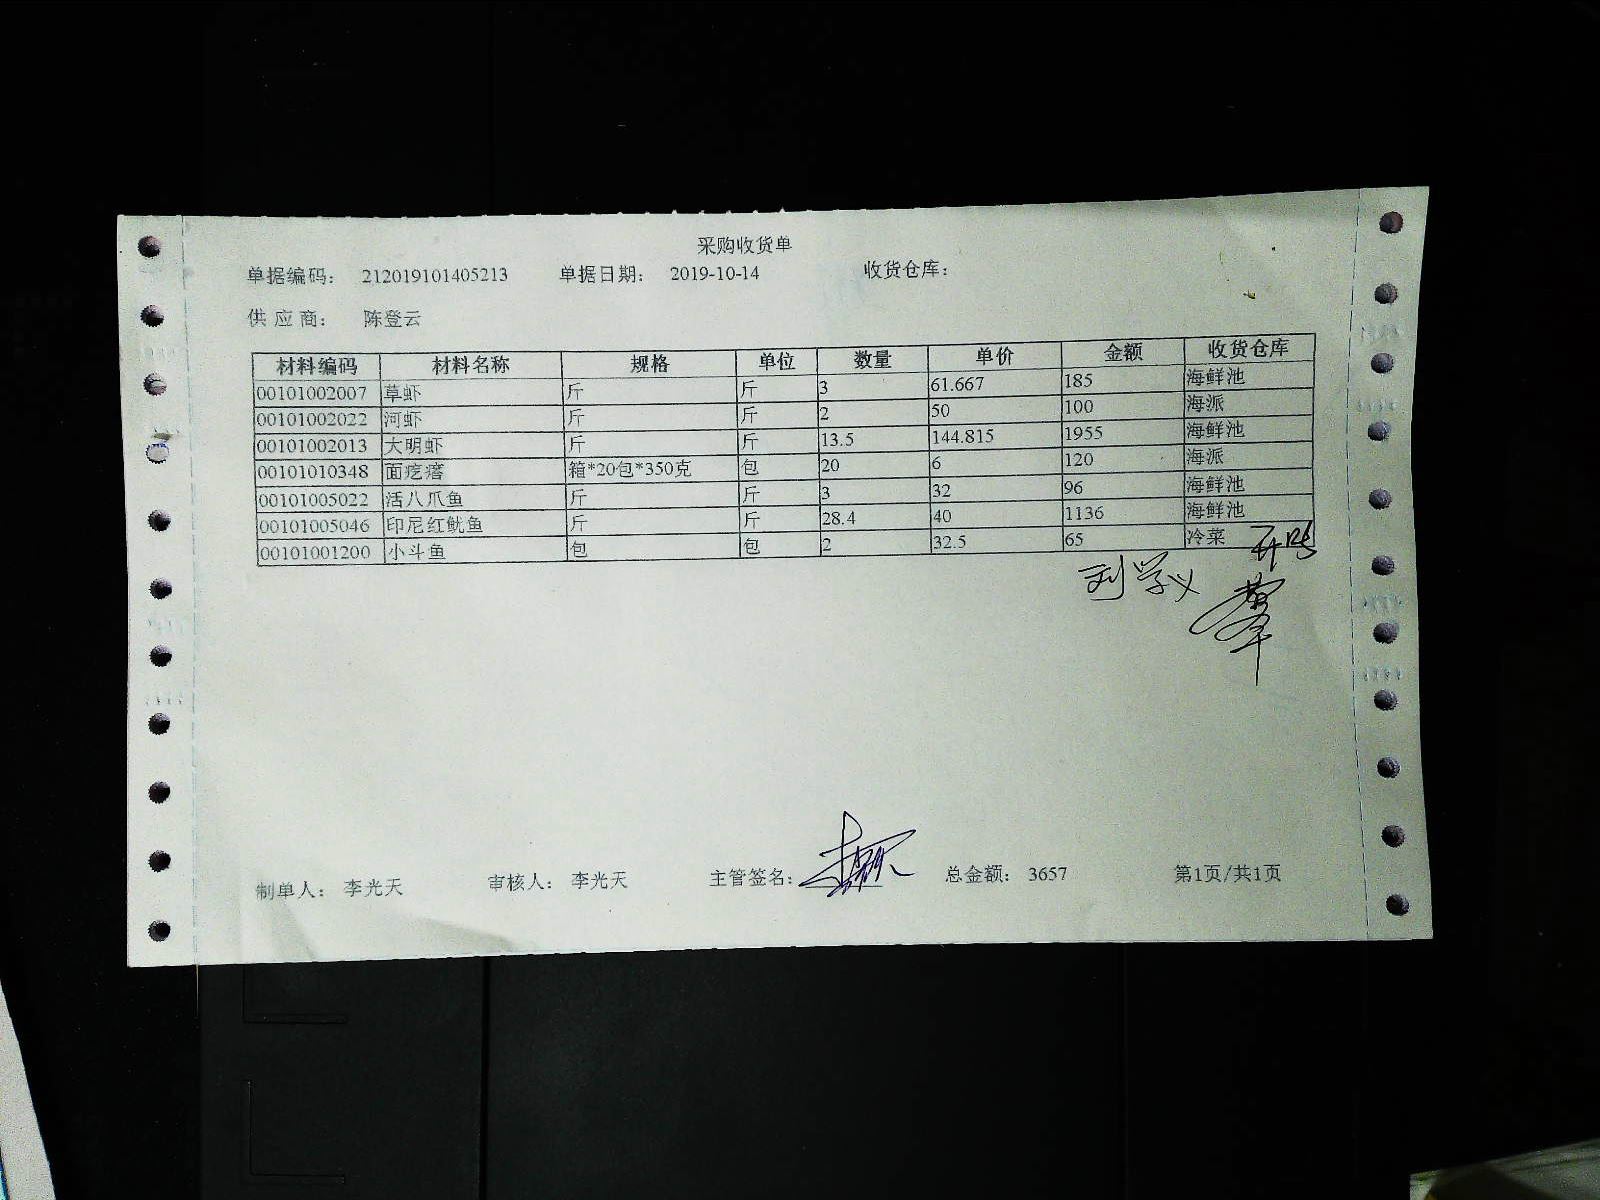 采购收货单
单据编码： 212019101405213 单据日期： 2019-10-14 收货仓库：
供 应 商： 陈登云
材料编码 材料名称 规格 单位 数量 单价 金额 收货仓库
00101002007 草虾 斤 斤 3 61.667 185 海鲜池
00101002022 河虾 斤 斤 2 50 100 海派
00101002013 大明虾 斤 斤 13.5 144.815 1955 海鲜池
00101010348 面疙瘩 箱*20包*350克 包 20 6 120 海派
00101005022 活八爪鱼 斤 斤 3 32 96 海鲜池
00101005046 印尼红鱿鱼 斤 斤 28.4 40 1136 海鲜池
00101001200 小斗鱼 包 包 2 32.5 65 冷菜
刘学义
制单人： 李光天 审核人： 李光天 主管签名： 总金额： 3657 第1页/共1页